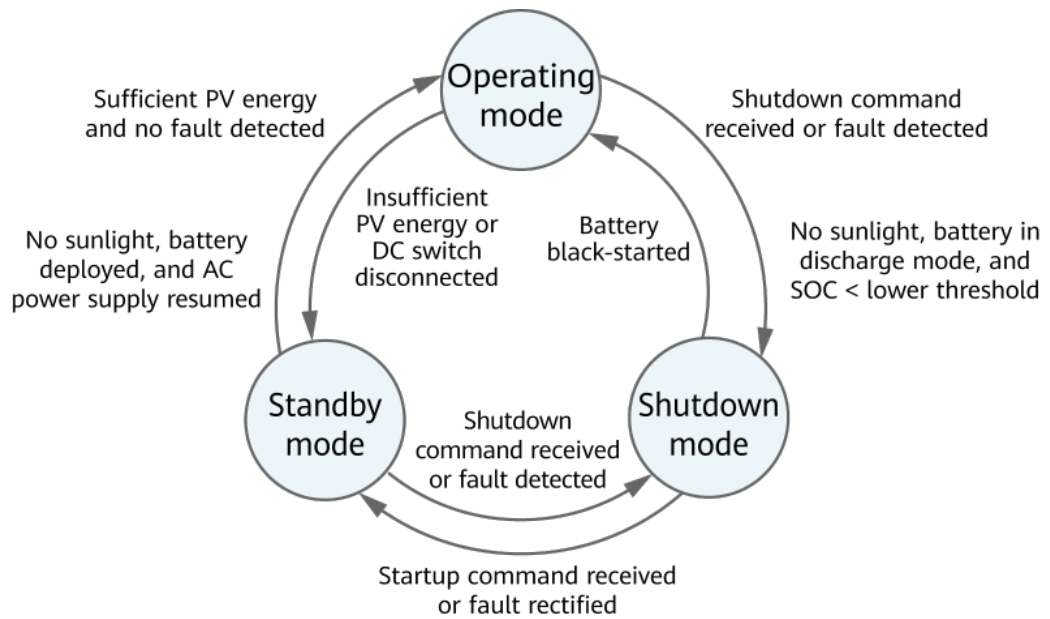 Operating
mode
Sufficient PV energy
and no fault detected
Shutdown command
received or fault detected
Insufficient
PV energy or
DC switch
disconnected
Battery
black-started
No sunlight, battery
deployed, and AC
power supply resumed
No sunlight, battery in
discharge mode, and
SOC < lower threshold
Standby
mode
Shutdown
command received
or fault detected
Shutdown
mode
Startup command received
or fault rectified